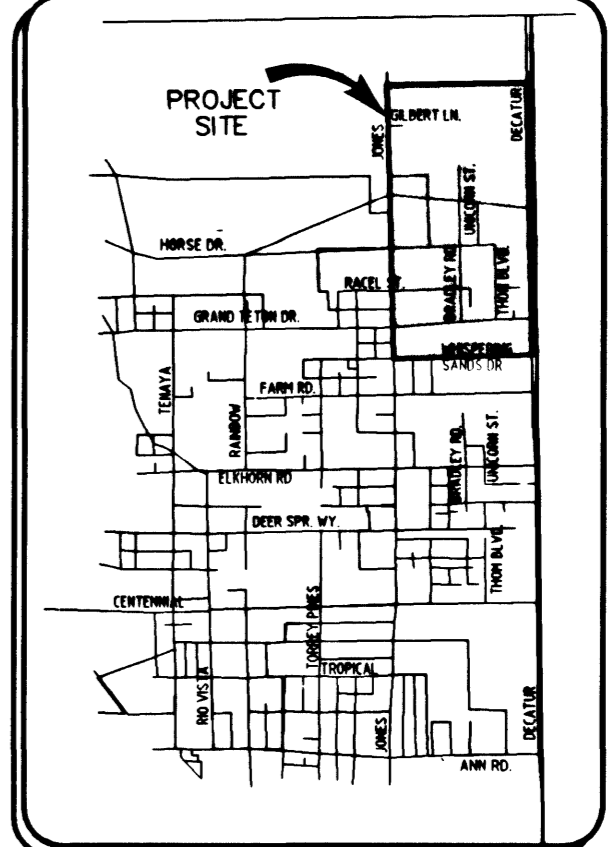 PROJECT
SITE
GILBERT LN.
DECATUR
JONES
UNICORN ST.
HORSE DR.
BRADLEY RD.
THOM BLVD.
RACEL ST.
GRAND TETON DR.
SANDS DR
TENAYA
FARM RD.
RAINBOW
BRADLEY RD.
UNICORN ST.
ELKHORN RD
DEER SPR. WY.
THOM BLVD.
CENTENNIAL
TORREY PINES
TROPICAL
RIO VISTA
JONES
DECATUR
ANN RD.